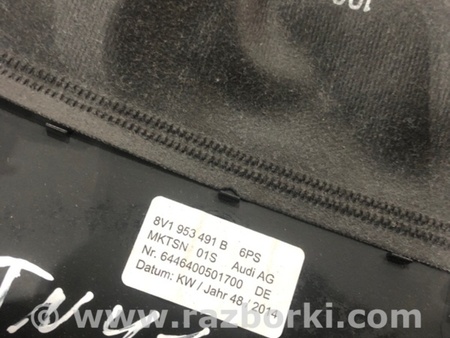 100
8V1 953 491 B 6PS
MKTSN 01S Audi AG
Nr. 6446400501700 DE
Datum: KW / Jahr 48 / 2014
www.razborki.com